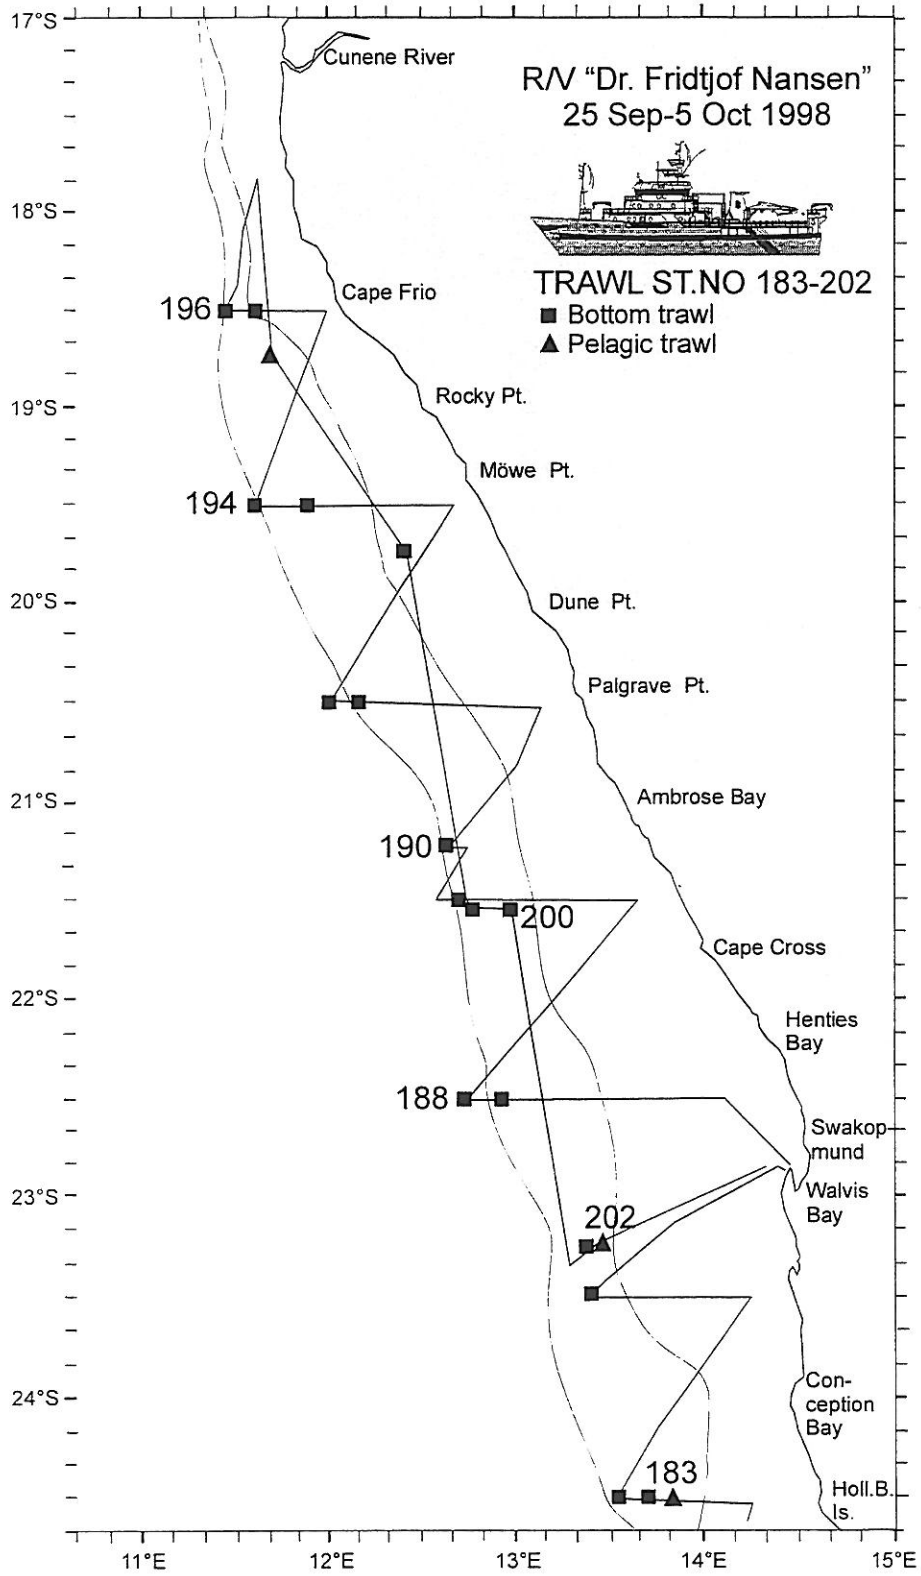 17°S
Cunene River
R/V "Dr. Fridtjof Nansen"
25 Sep-5 Oct 1998
18°S
TRAWL ST.NO 183-202
Bottom trawl
Pelagic trawl
196
Cape Frio
19°S
Rocky Pt.
Möwe Pt.
194
20°S
Dune Pt.
Palgrave Pt.
21°S
Ambrose Bay
190
200
Cape Cross
22°S
Henties
Bay
188
Swakop-
mund
23°S
Walvis
Bay
202
24°S
Con-
ception
Bay
183
Holl.B.
Is.
11°E
12°E
13°E
14°E
15°E